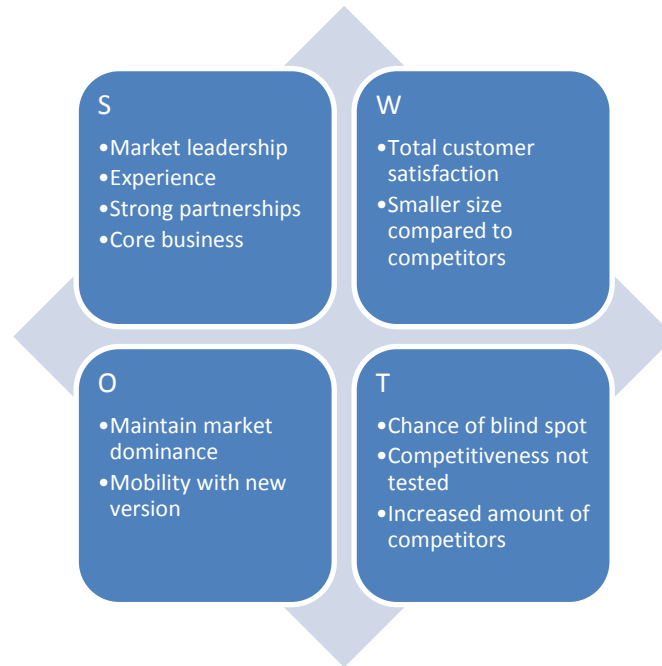 S
•Market leadership
•Experience
•Strong partnerships
•Core business
W
•Total customer
satisfaction
•Smaller size
compared to
competitors
O
•Maintain market
dominance
•Mobility with new
version
T
•Chance of blind spot
•Competitiveness not
tested
•Increased amount of
competitors